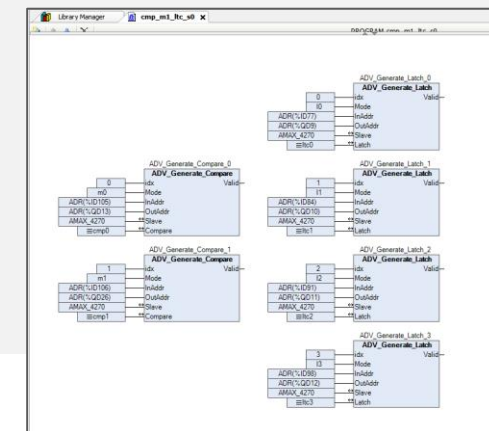 Library Manager
cmp_m1_ltc_s0 x
PROGRAM cmp_m1_ltc_s0
ADV_Generate_Compare_0
ADV_Generate_Compare
0 idx Valid
m0 Mode
ADR(%ID105) InAddr
ADR(%QD13) OutAddr
AMAX_4270 Slave
cmp0 Compare
ADV_Generate_Compare_1
ADV_Generate_Compare
1 idx Valid
m1 Mode
ADR(%ID106) InAddr
ADR(%QD26) OutAddr
AMAX_4270 Slave
cmp1 Compare
ADV_Generate_Latch_0
ADV_Generate_Latch
0 idx Valid
l0 Mode
ADR(%ID77) InAddr
ADR(%QD9) OutAddr
AMAX_4270 Slave
ltc0 Latch
ADV_Generate_Latch_1
ADV_Generate_Latch
1 idx Valid
l1 Mode
ADR(%ID84) InAddr
ADR(%QD10) OutAddr
AMAX_4270 Slave
ltc1 Latch
ADV_Generate_Latch_2
ADV_Generate_Latch
2 idx Valid
l2 Mode
ADR(%ID91) InAddr
ADR(%QD11) OutAddr
AMAX_4270 Slave
ltc2 Latch
ADV_Generate_Latch_3
ADV_Generate_Latch
3 idx Valid
l3 Mode
ADR(%ID98) InAddr
ADR(%QD12) OutAddr
AMAX_4270 Slave
ltc3 Latch